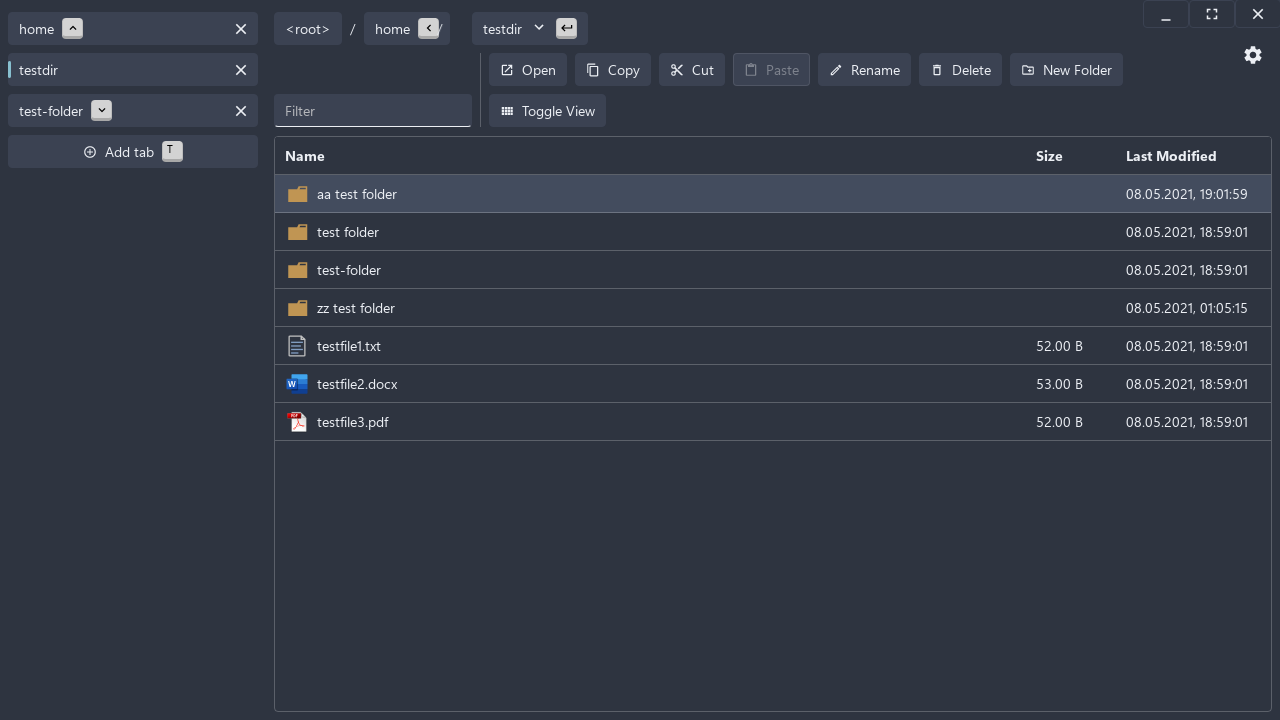 home
testdir
test-folder
Add tab T
<root> / home / testdir
Open Copy Cut Paste Rename Delete New Folder
Filter Toggle View
Name Size Last Modified
aa test folder 08.05.2021, 19:01:59
test folder 08.05.2021, 18:59:01
test-folder 08.05.2021, 18:59:01
zz test folder 08.05.2021, 01:05:15
testfile1.txt 52.00 B 08.05.2021, 18:59:01
W testfile2.docx 53.00 B 08.05.2021, 18:59:01
PDF testfile3.pdf 52.00 B 08.05.2021, 18:59:01